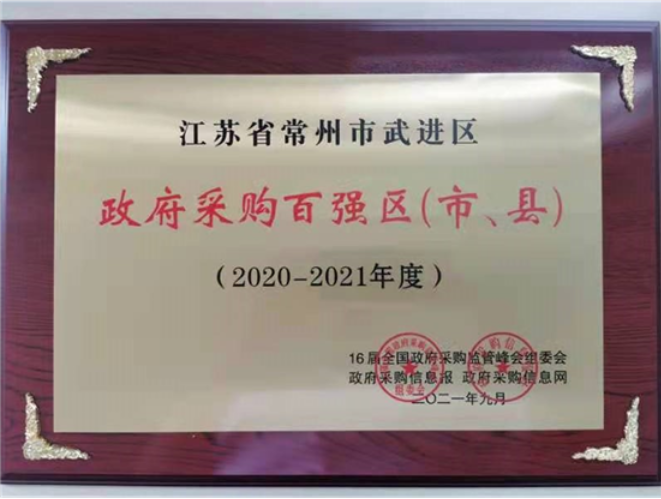 江苏省常州市武进区
政府采购百强区(市、县)
(2020-2021年度)
16届全国政府采购监管峰会组委会
政府采购信息报 政府采购信息网
二〇二一年九月
组委会